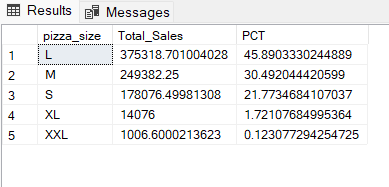 Results Messages
pizza_size Total_Sales PCT
1 L 375318.701004028 45.8903330244889
2 M 249382.25 30.492044420599
3 S 178076.49981308 21.7734684107037
4 XL 14076 1.72107684995364
5 XXL 1006.6000213623 0.123077294254725